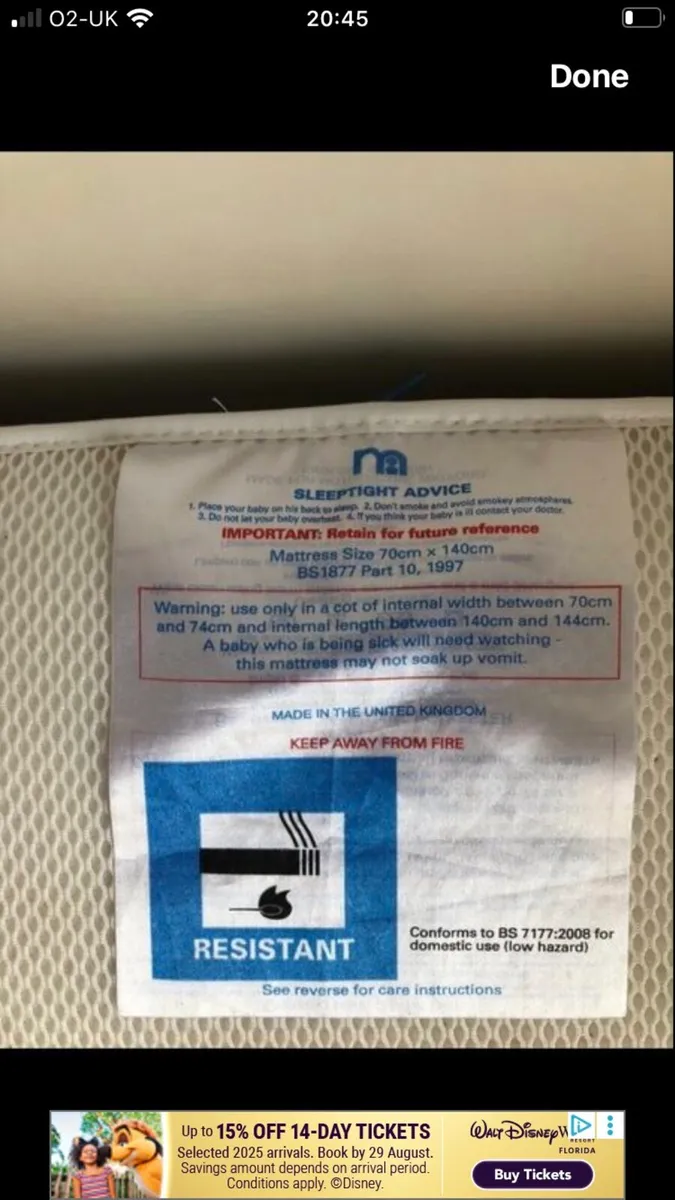 O2-UK
20:45
Done
SLEEPTIGHT ADVICE
1. Place your baby on his back to sleep. 2. Don't smoke and avoid smokey atmospheres.
3. Do not let your baby overheat. 4. If you think your baby is ill contact your doctor.
IMPORTANT: Retain for future reference
Mattress Size 70cm x 140cm
BS1877 Part 10, 1997
Warning: use only in a cot of internal width between 70cm
and 74cm and internal length between 140cm and 144cm.
A baby who is being sick will need watching -
this mattress may not soak up vomit.
MADE IN THE UNITED KINGDOM
KEEP AWAY FROM FIRE
RESISTANT
Conforms to BS 7177:2008 for
domestic use (low hazard)
See reverse for care instructions
Up to 15% OFF 14-DAY TICKETS
Selected 2025 arrivals. Book by 29 August.
Savings amount depends on arrival period.
Conditions apply. ©Disney.
WALT DISNEY W
RESORT
FLORIDA
Buy Tickets